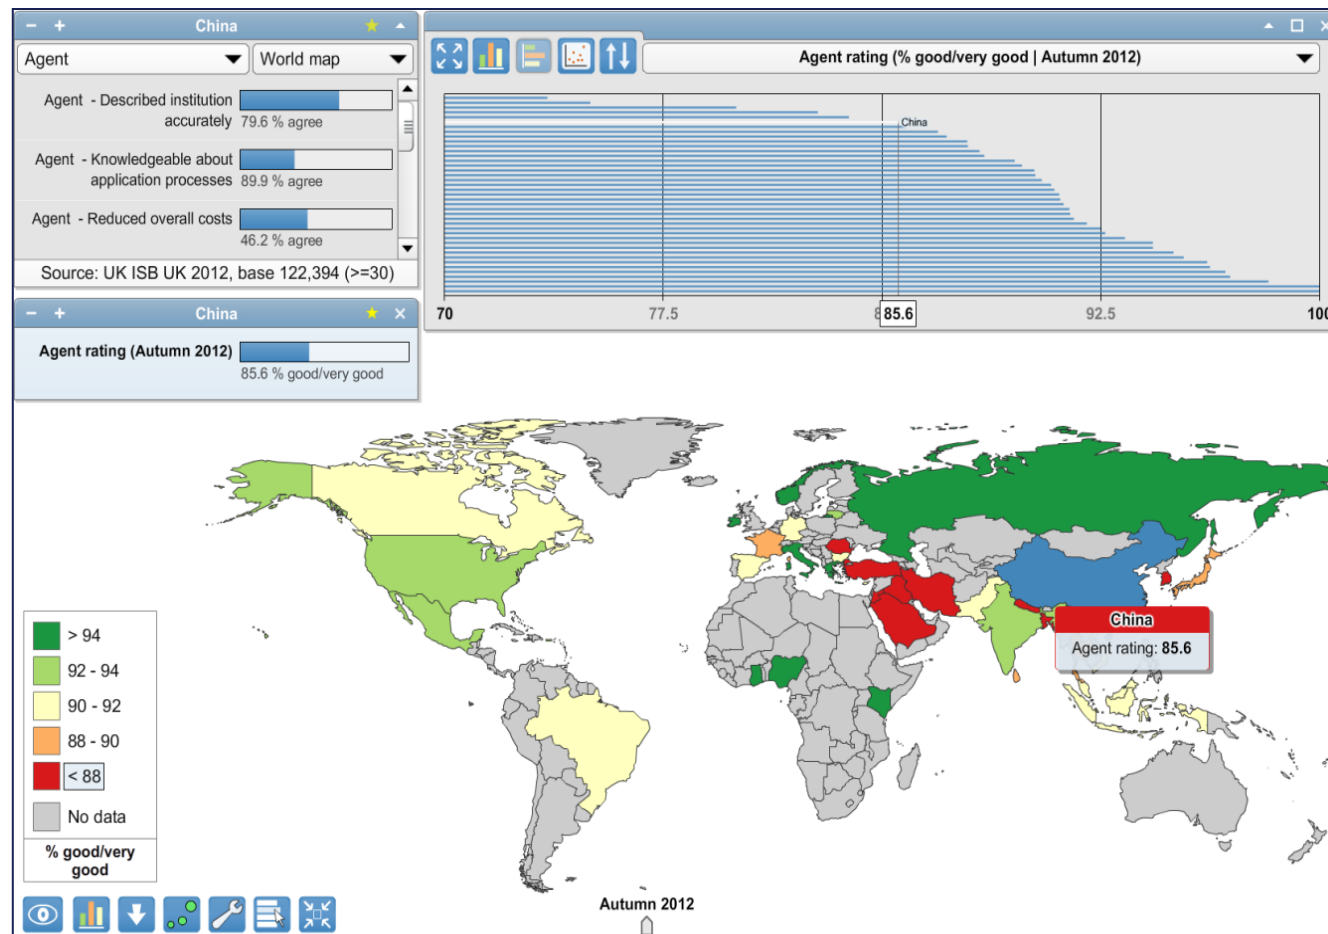 China
Agent
World map
Agent - Described institution
accurately
79.6 % agree
Agent - Knowledgeable about
application processes
89.9 % agree
Agent - Reduced overall costs
46.2 % agree
Source: UK ISB UK 2012, base 122,394 (>=30)
China
Agent rating (Autumn 2012)
85.6 % good/very good
Agent rating (% good/very good | Autumn 2012)
China
70
77.5
85.6
92.5
100
China
Agent rating: 85.6
> 94
92 - 94
90 - 92
88 - 90
< 88
No data
% good/very
good
Autumn 2012